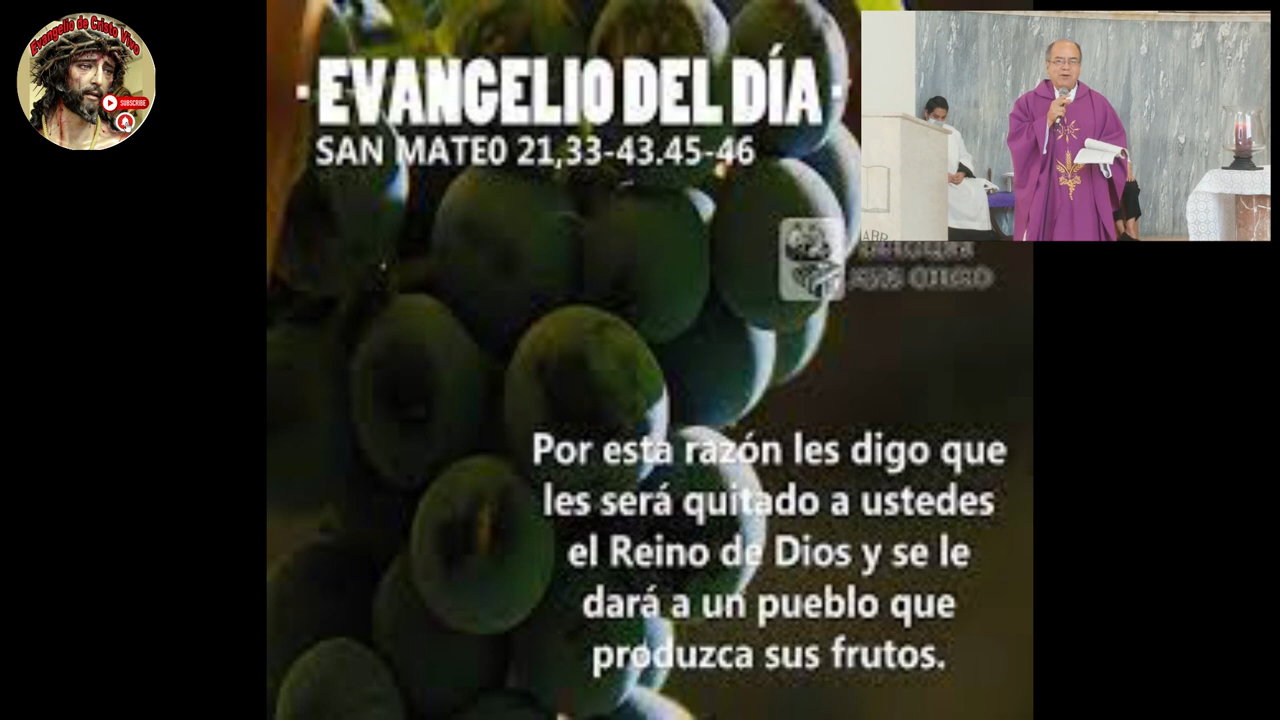 Evangelio de Cristo Vivo
SUBSCRIBE
·EVANGELIO DEL DÍA·
SAN MATEO 21,33-43.45-46
JESÚS OBRERO
Por esta razón les digo que
les será quitado a ustedes
el Reino de Dios y se le
dará a un pueblo que
produzca sus frutos.